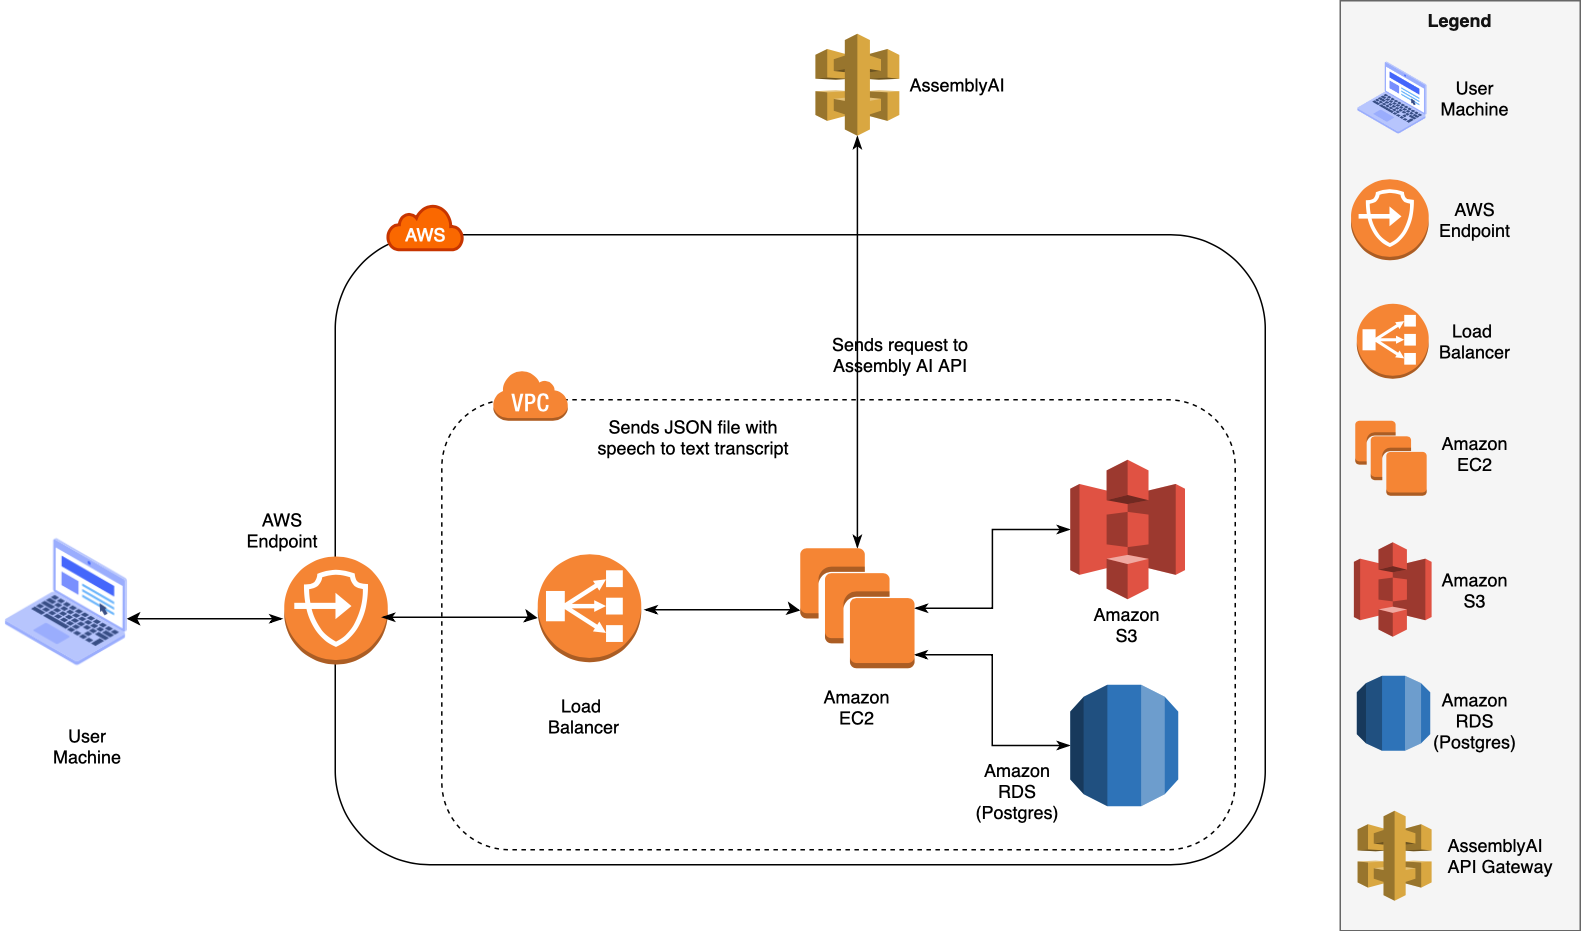 AssemblyAI
AWS
Sends request to
Assembly AI API
VPC
Sends JSON file with
speech to text transcript
AWS
Endpoint
User
Machine
Load
Balancer
Amazon
EC2
Amazon
S3
Amazon
RDS
(Postgres)
Legend
User
Machine
AWS
Endpoint
Load
Balancer
Amazon
EC2
Amazon
S3
Amazon
RDS
(Postgres)
AssemblyAI
API Gateway